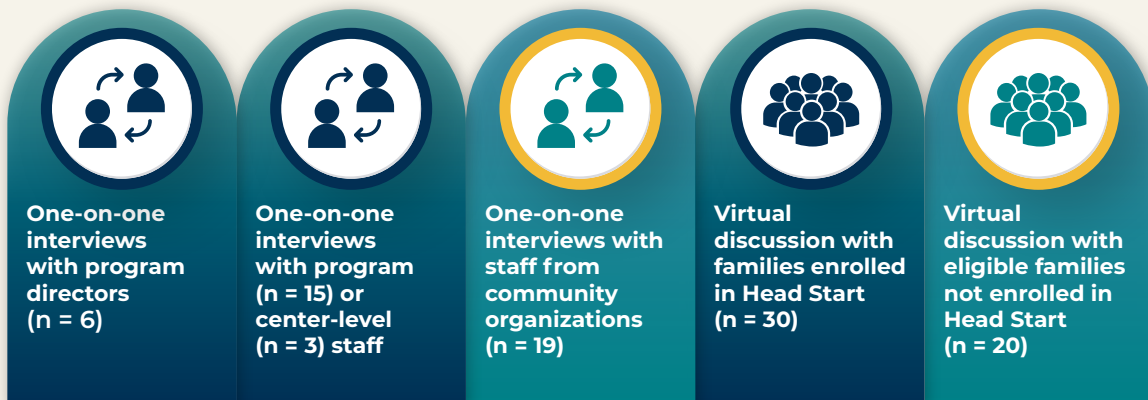 One-on-one
interviews
with program
directors
(n = 6)
One-on-one
interviews
with program
(n = 15) or
center-level
(n = 3) staff
One-on-one
interviews with
staff from
community
organizations
(n = 19)
Virtual
discussion with
families enrolled
in Head Start
(n = 30)
Virtual
discussion with
eligible families
not enrolled in
Head Start
(n = 20)